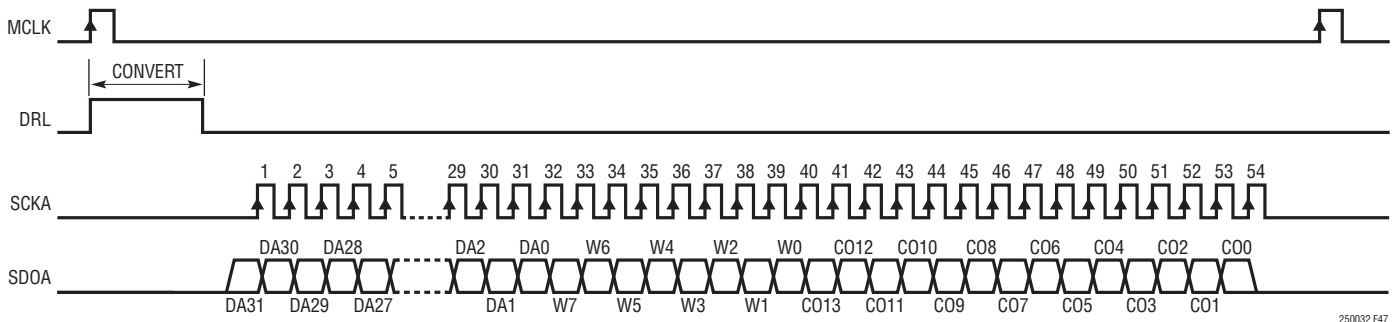 MCLK
CONVERT
DRL
1 2 3 4 5 29 30 31 32 33 34 35 36 37 38 39 40 41 42 43 44 45 46 47 48 49 50 51 52 53 54
SCKA
DA30 DA28 DA2 DA0 W6 W4 W2 W0 CO12 CO10 CO8 CO6 CO4 CO2 CO0
SDOA
DA31 DA29 DA27 DA1 W7 W5 W3 W1 CO13 CO11 CO9 CO7 CO5 CO3 CO1
250032 F47